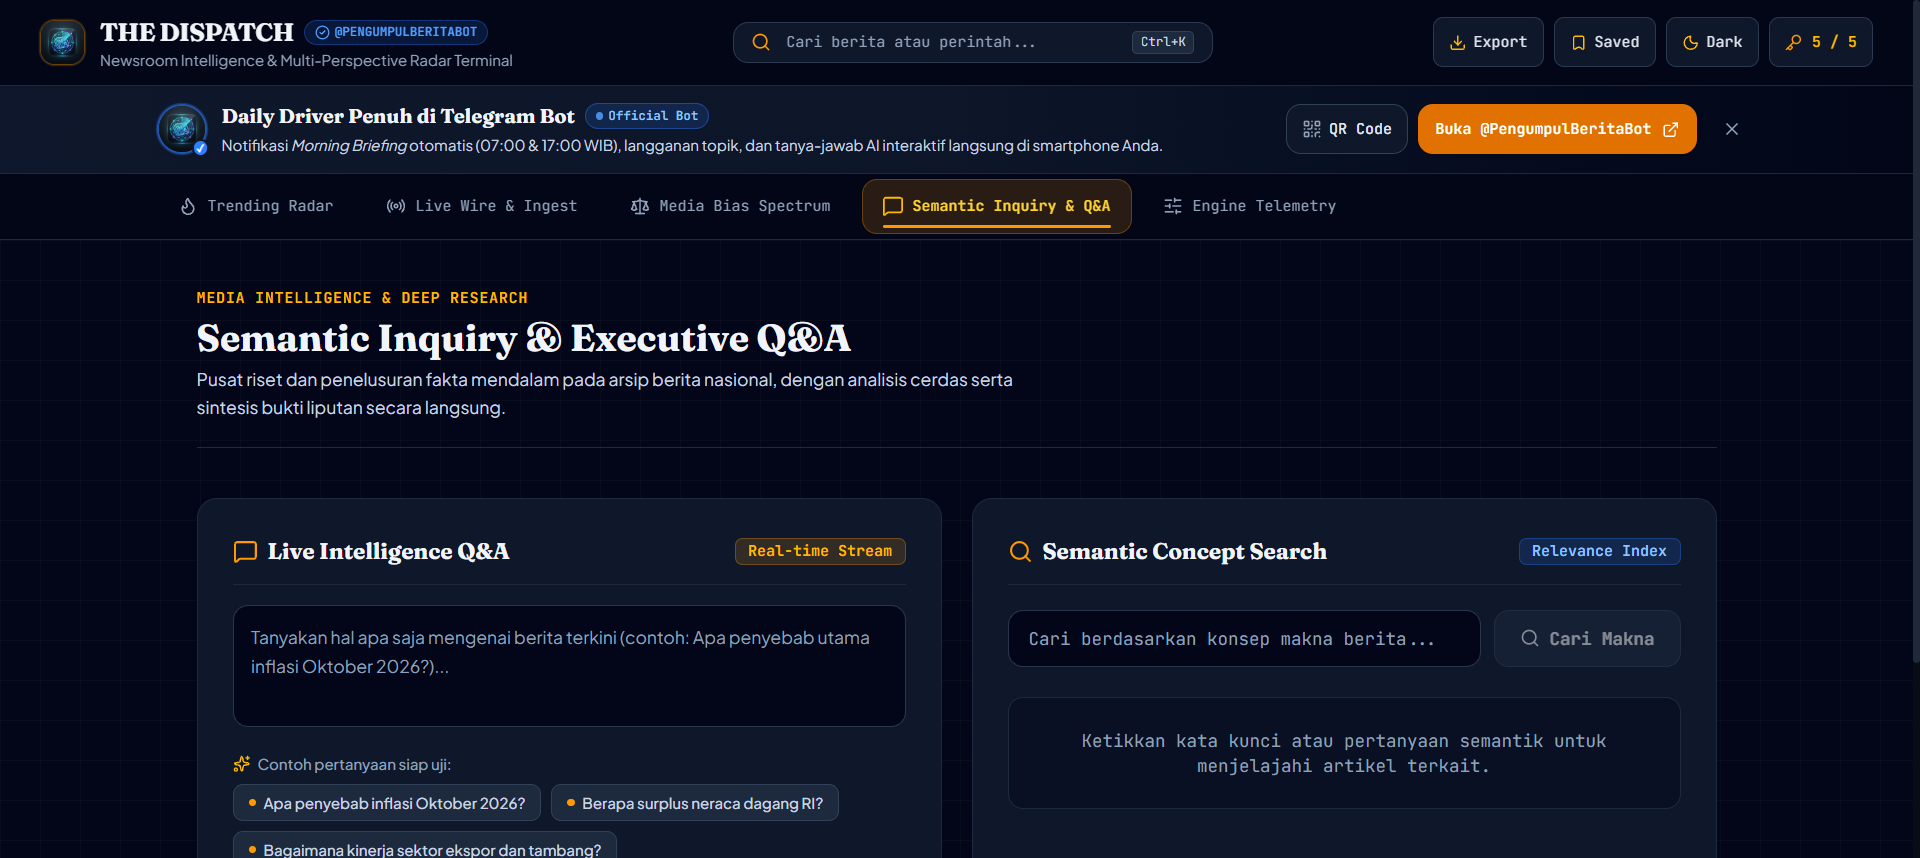 THE DISPATCH
@PENGUMPULBERITABOT
Newsroom Intelligence & Multi-Perspective Radar Terminal
Cari berita atau perintah...
Ctrl+K
Export
Saved
Dark
5 / 5
Daily Driver Penuh di Telegram Bot
Official Bot
Notifikasi Morning Briefing otomatis (07:00 & 17:00 WIB), langganan topik, dan tanya-jawab AI interaktif langsung di smartphone Anda.
QR Code
Buka @PengumpulBeritaBot
Trending Radar
Live Wire & Ingest
Media Bias Spectrum
Semantic Inquiry & Q&A
Engine Telemetry
MEDIA INTELLIGENCE & DEEP RESEARCH
Semantic Inquiry & Executive Q&A
Pusat riset dan penelusuran fakta mendalam pada arsip berita nasional, dengan analisis cerdas serta
sintesis bukti liputan secara langsung.
Live Intelligence Q&A
Real-time Stream
Tanyakan hal apa saja mengenai berita terkini (contoh: Apa penyebab utama
inflasi Oktober 2026?)...
Contoh pertanyaan siap uji:
Apa penyebab inflasi Oktober 2026?
Berapa surplus neraca dagang RI?
Bagaimana kinerja sektor ekspor dan tambang?
Semantic Concept Search
Relevance Index
Cari berdasarkan konsep makna berita...
Cari Makna
Ketikkan kata kunci atau pertanyaan semantik untuk
menjelajahi artikel terkait.